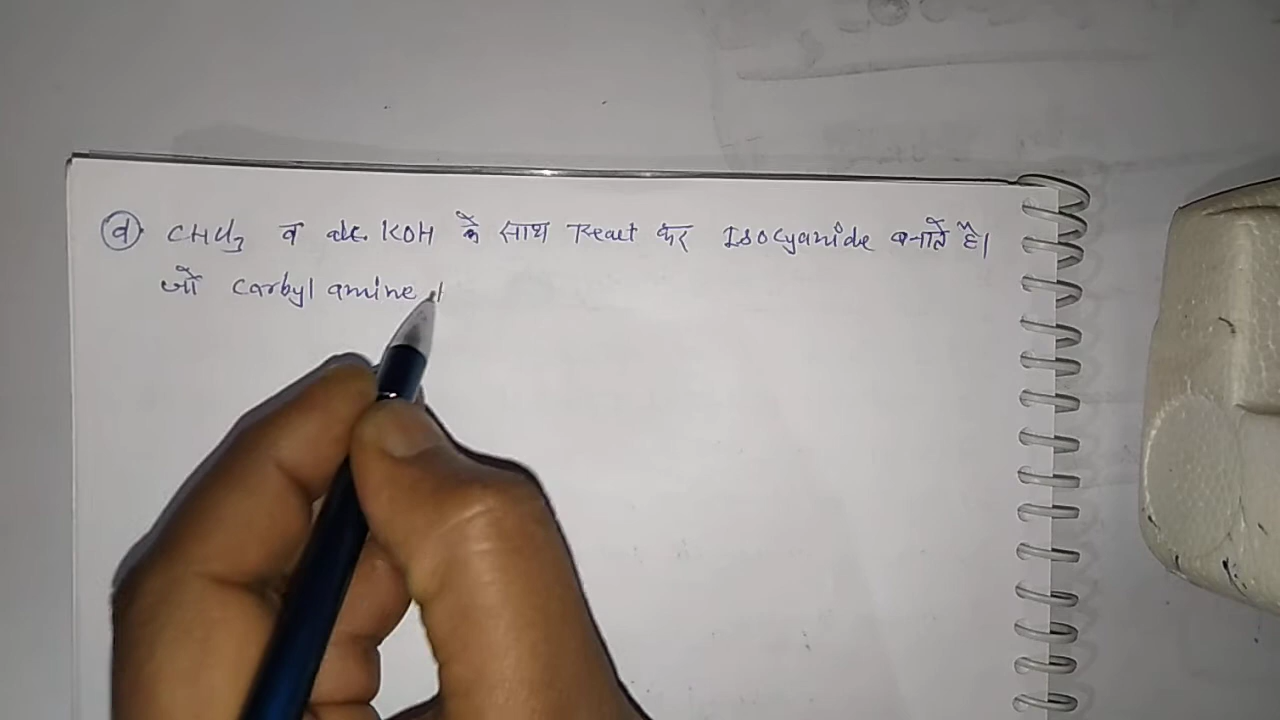 (d) CHCl3 व alc. KOH के साथ React कर Isocyanide बनाते है।
जो Carbyl amine